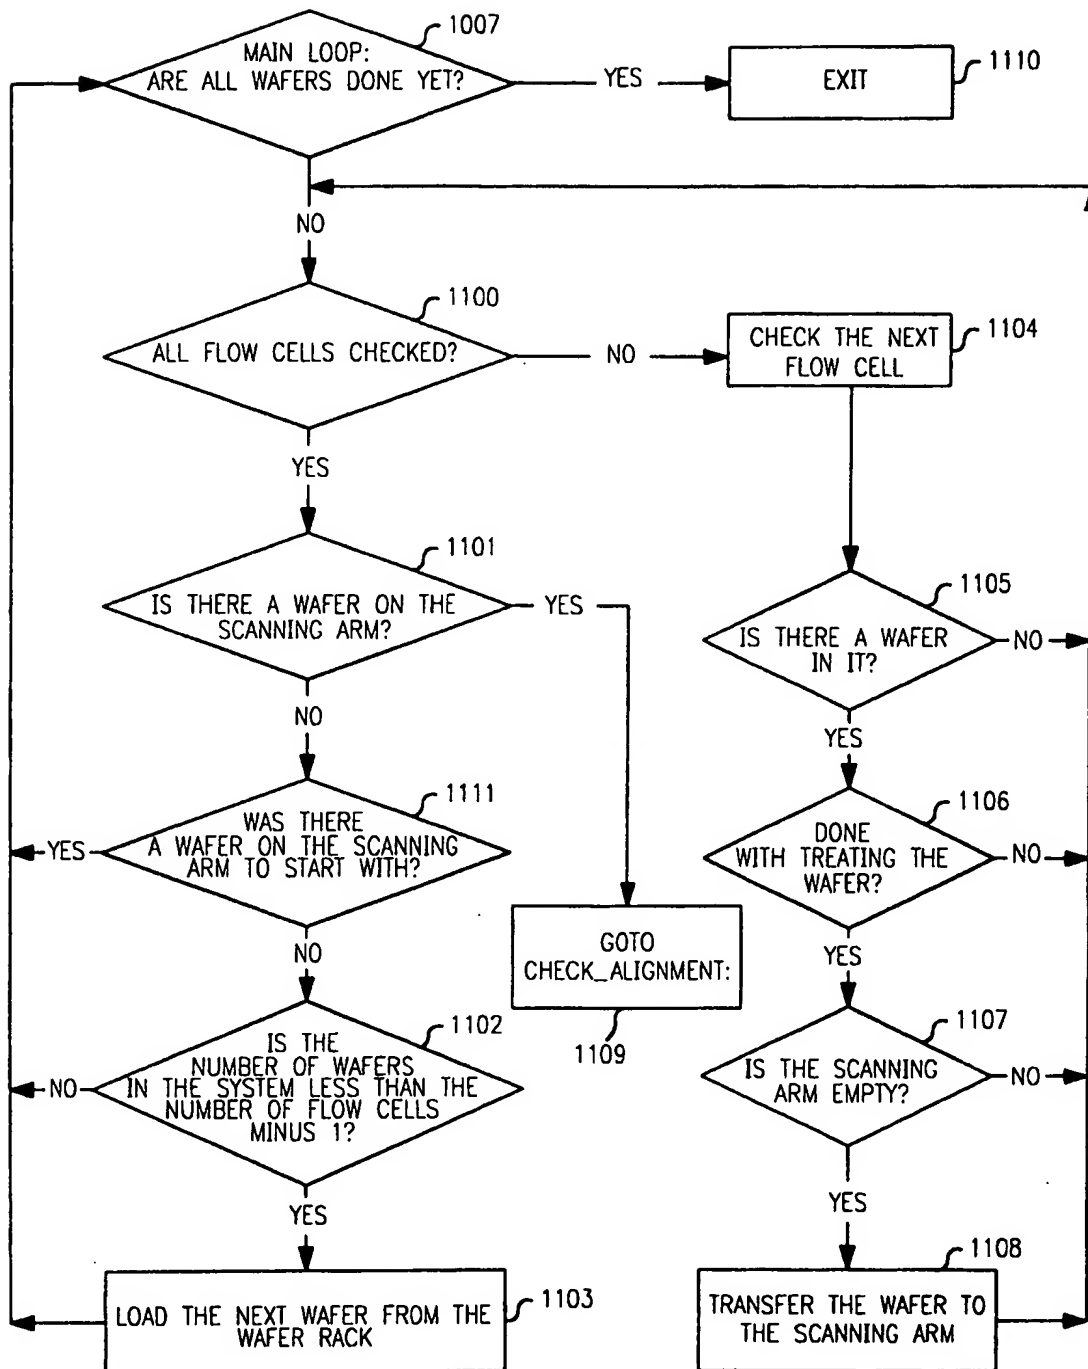 1007
MAIN LOOP:
ARE ALL WAFERS DONE YET?
YES
EXIT
1110
NO
1100
ALL FLOW CELLS CHECKED?
NO
CHECK THE NEXT
FLOW CELL
1104
YES
1101
IS THERE A WAFER ON THE
SCANNING ARM?
YES
1105
IS THERE A WAFER
IN IT?
NO
NO
YES
1111
WAS THERE
A WAFER ON THE SCANNING
ARM TO START WITH?
YES
1106
DONE
WITH TREATING THE
WAFER?
NO
NO
YES
GOTO
CHECK_ALIGNMENT:
1109
1102
IS THE
NUMBER OF WAFERS
IN THE SYSTEM LESS THAN THE
NUMBER OF FLOW CELLS
MINUS 1?
NO
1107
IS THE SCANNING
ARM EMPTY?
NO
YES
YES
1103
LOAD THE NEXT WAFER FROM THE
WAFER RACK
1108
TRANSFER THE WAFER TO
THE SCANNING ARM